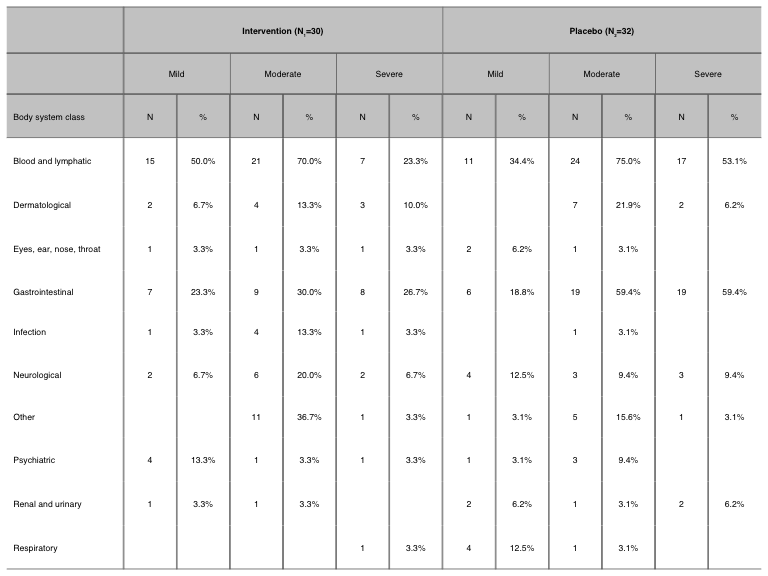 Intervention (N1=30) Placebo (N2=32)
Mild Moderate Severe Mild Moderate Severe
Body system class N % N % N % N % N % N %
Blood and lymphatic 15 50.0% 21 70.0% 7 23.3% 11 34.4% 24 75.0% 17 53.1%
Dermatological 2 6.7% 4 13.3% 3 10.0% 7 21.9% 2 6.2%
Eyes, ear, nose, throat 1 3.3% 1 3.3% 1 3.3% 2 6.2% 1 3.1%
Gastrointestinal 7 23.3% 9 30.0% 8 26.7% 6 18.8% 19 59.4% 19 59.4%
Infection 1 3.3% 4 13.3% 1 3.3% 1 3.1%
Neurological 2 6.7% 6 20.0% 2 6.7% 4 12.5% 3 9.4% 3 9.4%
Other 11 36.7% 1 3.3% 1 3.1% 5 15.6% 1 3.1%
Psychiatric 4 13.3% 1 3.3% 1 3.3% 1 3.1% 3 9.4%
Renal and urinary 1 3.3% 1 3.3% 2 6.2% 1 3.1% 2 6.2%
Respiratory 1 3.3% 4 12.5% 1 3.1%